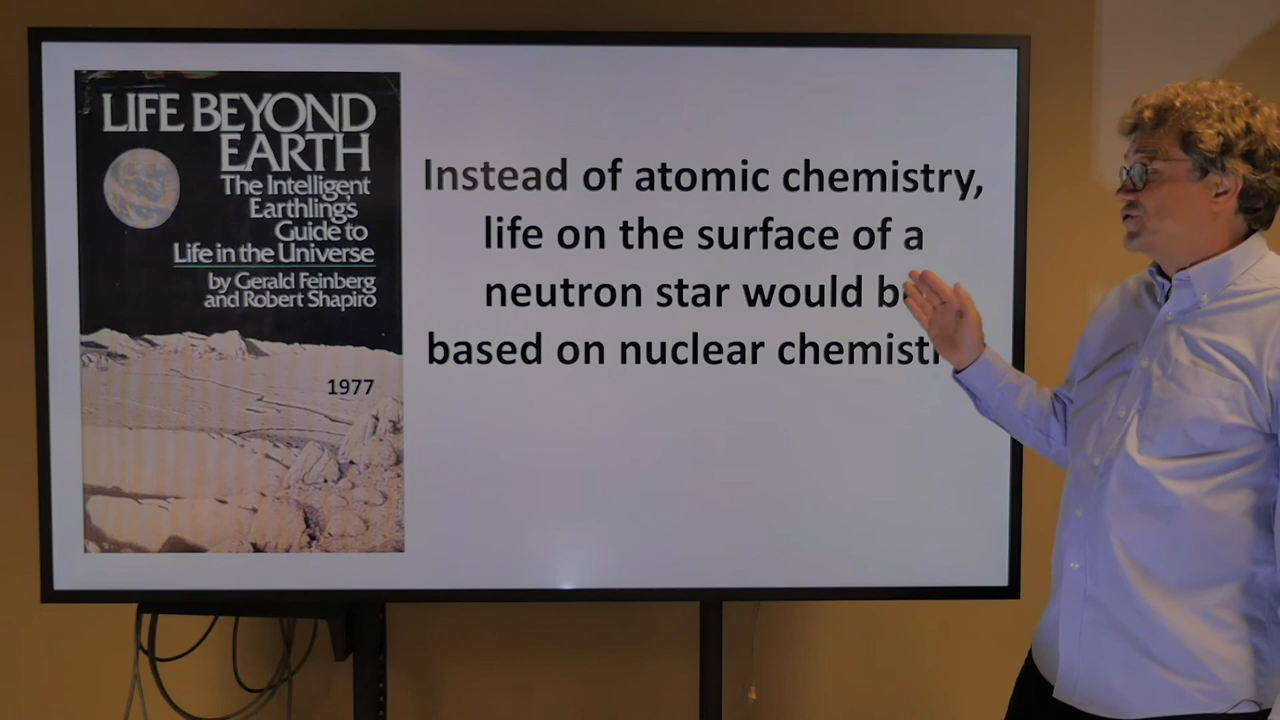 LIFE BEYOND
EARTH
The Intelligent
Earthling's
Guide to
Life in the Universe
by Gerald Feinberg
and Robert Shapiro
1977
Instead of atomic chemistry,
life on the surface of a
neutron star would
based on nuclear